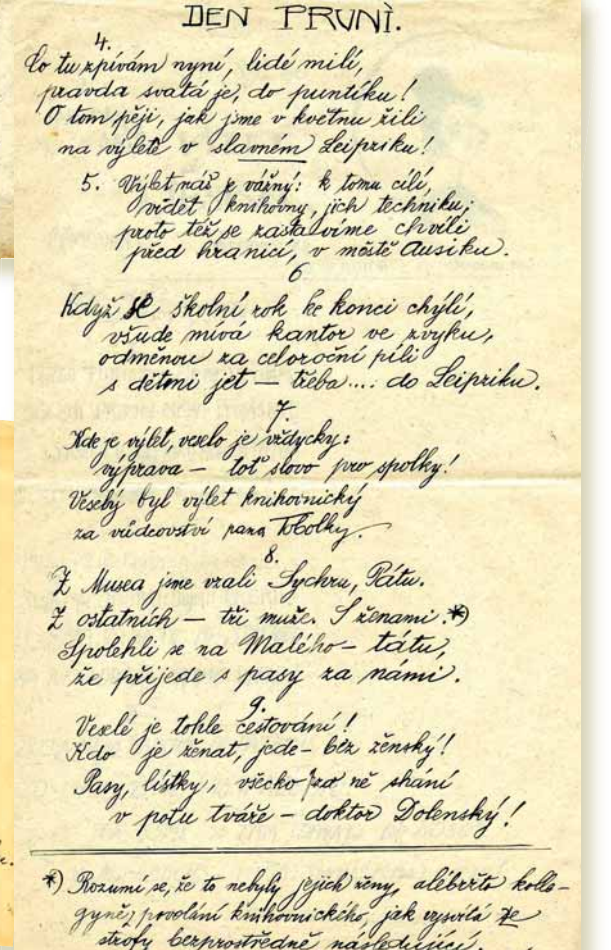 DEN PRVNÌ.
4.
Co tu zpívám nyní, lidé milí,
pravda svatá je, do puntíku!
O tom pěji, jak jsme v květnu žili
na výletě v slavném Leipziku!
5. Výlet náš je vážný: k tomu cílí,
vidět knihovny, jich techniku;
proto též se zastavíme chvíli
před hranicí, v městě Ausiku.
6
Když se školní rok ke konci chýlí,
všude mívá kantor ve zvyku,
odměnou za celoroční píli
s dětmi jet — třeba.... do Leipziku.
7.
Kde je výlet, veselo je vždycky:
výprava — toť slovo pro spolky!
Veselý byl výlet knihovnický
za vůdcovství pana Tobolky.
8.
Z Musea jsme vzali Sychru, Pátu.
Z ostatních — tři muže. S ženami.*)
Spolehli se na Malého - tátu,
že přijede s pasy za námi.
9.
Veselé je tohle cestování!
Kdo je ženat, jede - bez ženský!
Pasy, lístky, všecko za ně shání
v potu tváře - doktor Dolenský!
*) Rozumí se, že to nebyly jejich ženy, alébržto kolle-
gyně, povolání knihovnického, jak vysvítá ze
strofy bezprostředně následující.